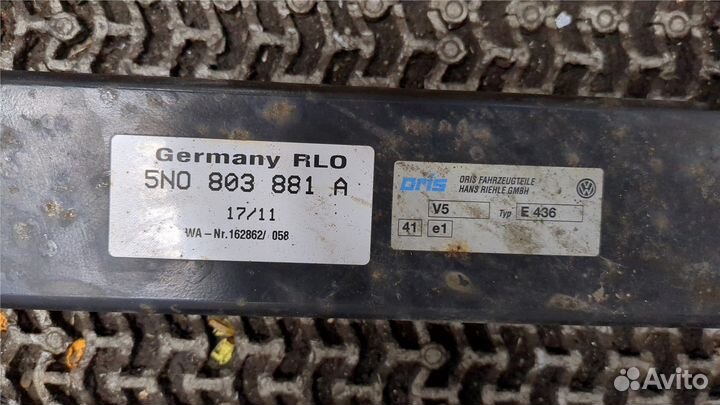 Germany RLO
5N0 803 881 A
17/11
WA – Nr. 162862/ 058
ORIS
ORIS FAHRZEUGTEILE
HANS RIEHLE GMBH
V5 Typ E 436
41 e1
Avito